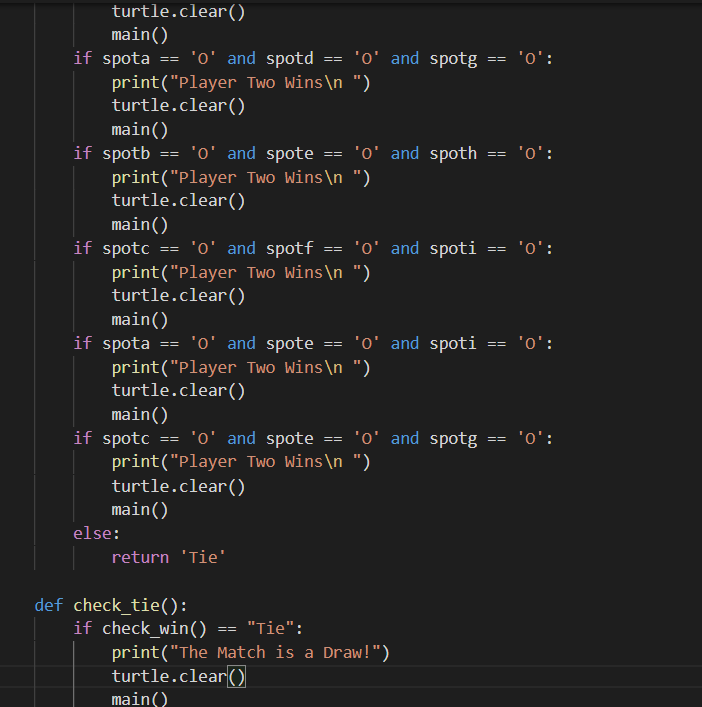 turtle.clear()
main()
if spota == 'O' and spotd == 'O' and spotg == 'O':
print("Player Two Wins\n ")
turtle.clear()
main()
if spotb == 'O' and spote == 'O' and spoth == 'O':
print("Player Two Wins\n ")
turtle.clear()
main()
if spotc == 'O' and spotf == 'O' and spoti == 'O':
print("Player Two Wins\n ")
turtle.clear()
main()
if spota == 'O' and spote == 'O' and spoti == 'O':
print("Player Two Wins\n ")
turtle.clear()
main()
if spotc == 'O' and spote == 'O' and spotg == 'O':
print("Player Two Wins\n ")
turtle.clear()
main()
else:
return 'Tie'
def check_tie():
if check_win() == "Tie":
print("The Match is a Draw!")
turtle.clear()
main()